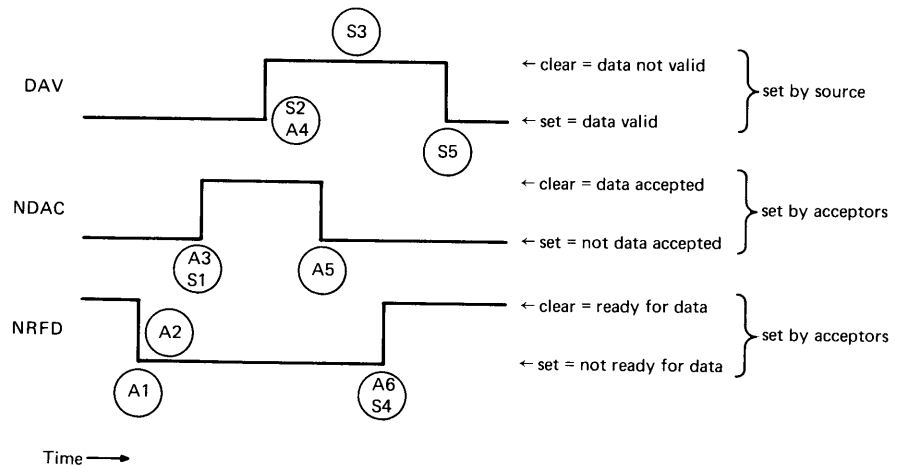 S3
DAV
← clear = data not valid
set by source
S2
A4
← set = data valid
S5
NDAC
← clear = data accepted
set by acceptors
← set = not data accepted
A3
S1
A5
NRFD
← clear = ready for data
A2
set by acceptors
← set = not ready for data
A1
A6
S4
Time →